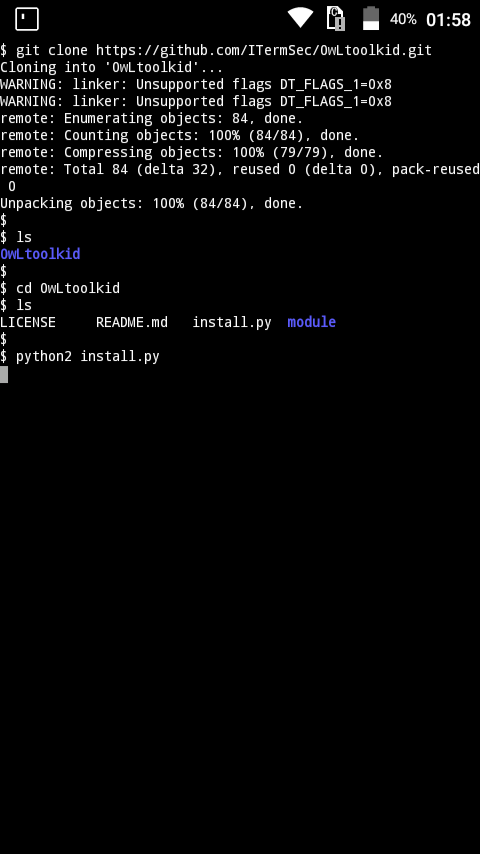 40% 01:58
$ git clone https://github.com/ITermSec/OwLtoolkid.git
Cloning into 'OwLtoolkid'...
WARNING: linker: Unsupported flags DT_FLAGS_1=0x8
WARNING: linker: Unsupported flags DT_FLAGS_1=0x8
remote: Enumerating objects: 84, done.
remote: Counting objects: 100% (84/84), done.
remote: Compressing objects: 100% (79/79), done.
remote: Total 84 (delta 32), reused 0 (delta 0), pack-reused
 0
Unpacking objects: 100% (84/84), done.
$
$ ls
OwLtoolkid
$
$ cd OwLtoolkid
$ ls
LICENSE     README.md   install.py  module
$
$ python2 install.py